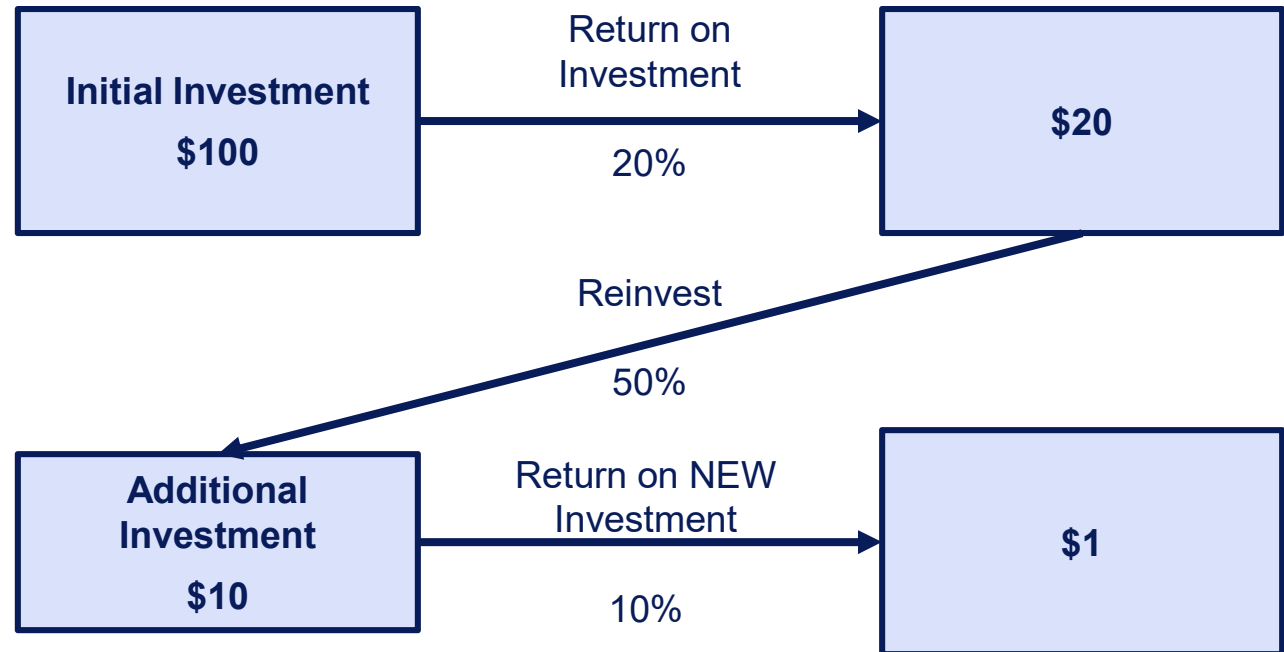 Initial Investment
$100
Return on
Investment
20%
$20
Reinvest
50%
Additional
Investment
$10
Return on NEW
Investment
10%
$1